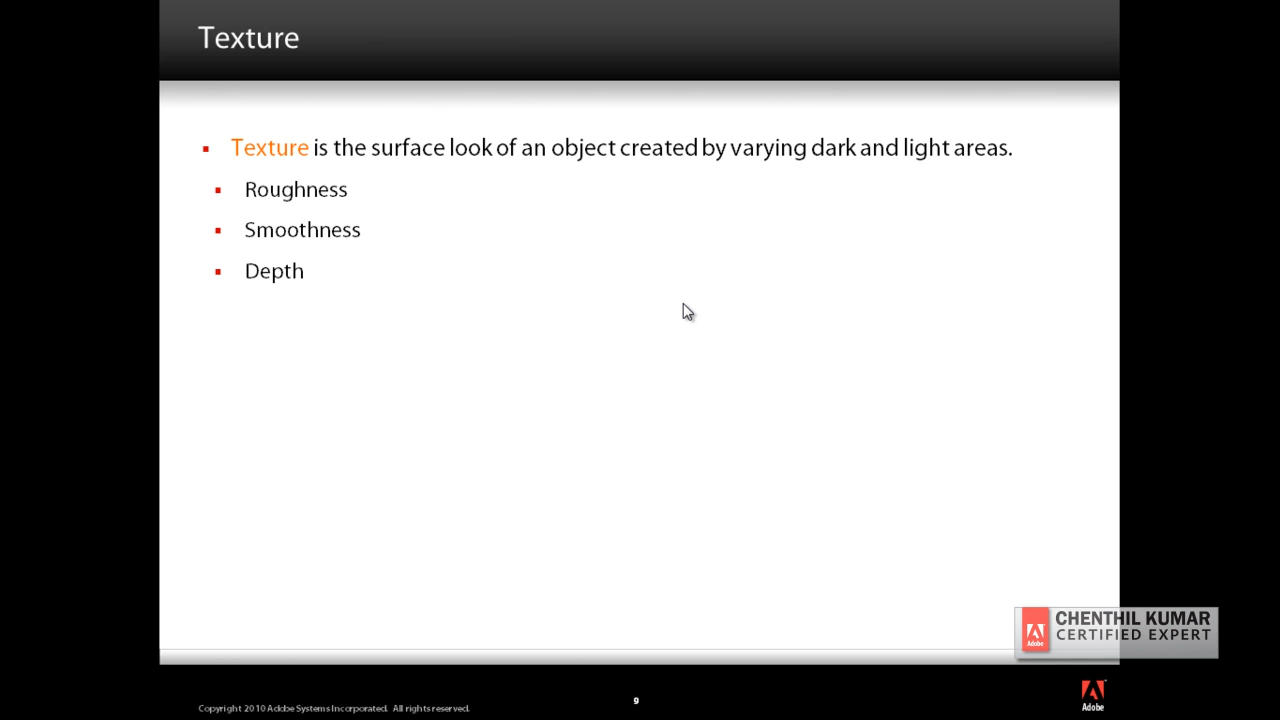 Texture
Texture is the surface look of an object created by varying dark and light areas.
Roughness
Smoothness
Depth
CHENTHIL KUMAR
CERTIFIED EXPERT
Adobe
Copyright 2010 Adobe Systems Incorporated. All rights reserved.
9
Adobe